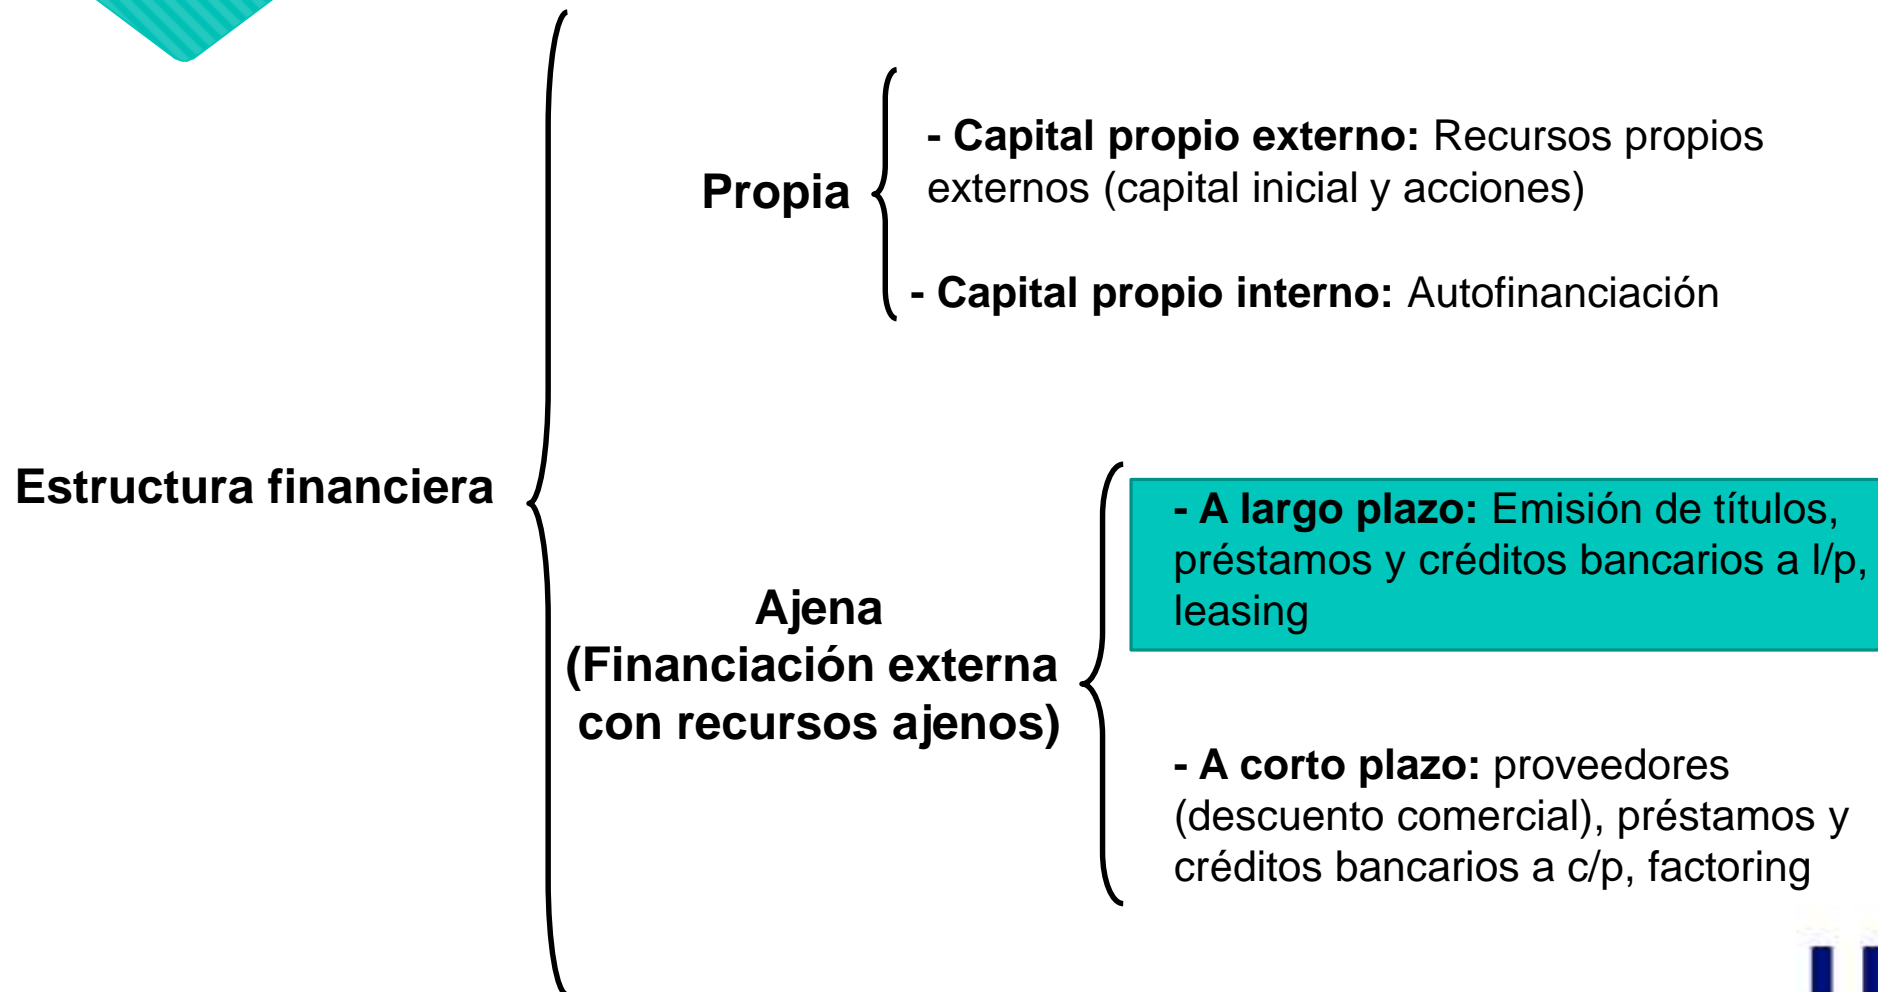 Propia
- Capital propio externo: Recursos propios
externos (capital inicial y acciones)
- Capital propio interno: Autofinanciación
Estructura financiera
Ajena
(Financiación externa
con recursos ajenos)
- A largo plazo: Emisión de títulos,
préstamos y créditos bancarios a l/p,
leasing
- A corto plazo: proveedores
(descuento comercial), préstamos y
créditos bancarios a c/p, factoring